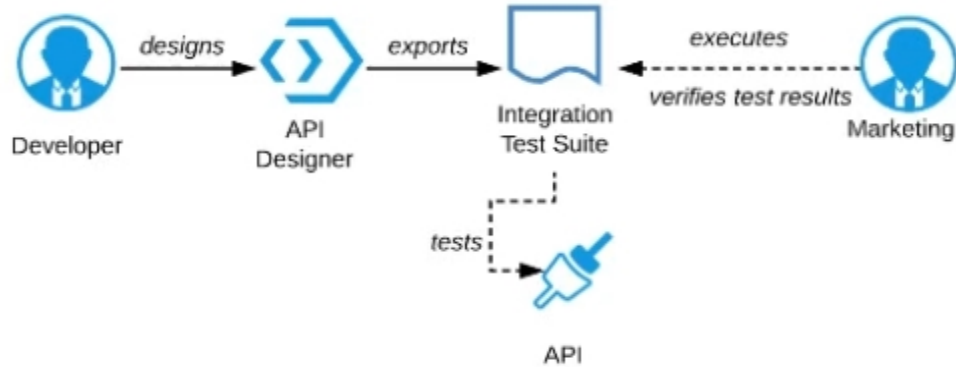 designs
exports
executes
verifies test results
Developer
API
Designer
Integration
Test Suite
Marketing
tests
API